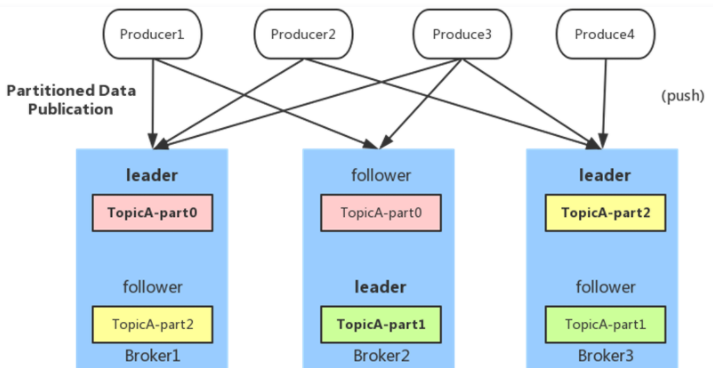 Producer1
Producer2
Produce3
Produce4
Partitioned Data
Publication
(push)
leader
follower
leader
TopicA-part0
TopicA-part0
TopicA-part2
follower
leader
follower
TopicA-part2
TopicA-part1
TopicA-part1
Broker1
Broker2
Broker3